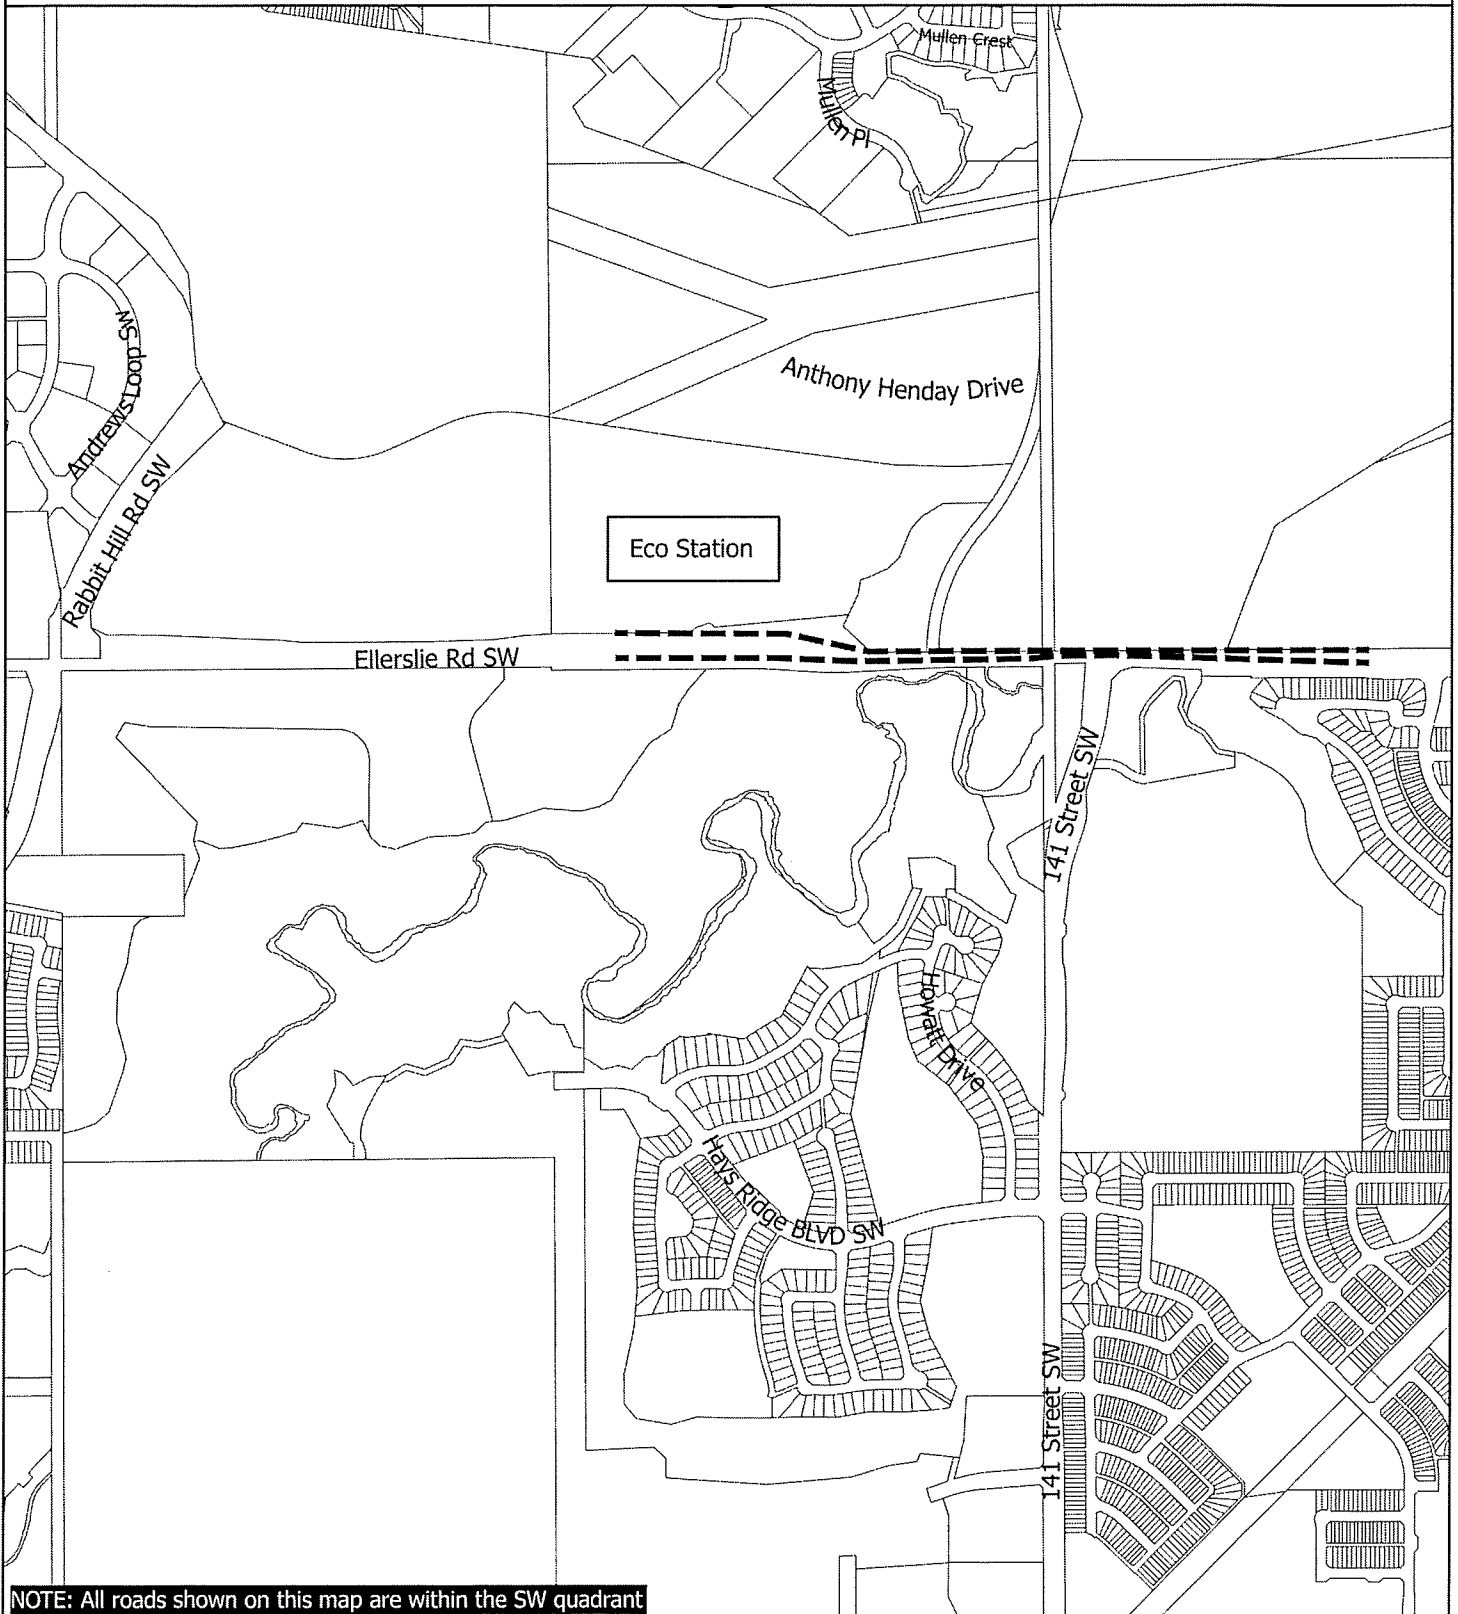 Mullen Crest
Mullen Pl
Andrews Loop SW
Anthony Henday Drive
Rabbit Hill Rd SW
Eco Station
Ellerslie Rd SW
141 Street SW
Howatt Drive
Hays Ridge BLVD SW
141 Street SW
NOTE: All roads shown on this map are within the SW quadrant